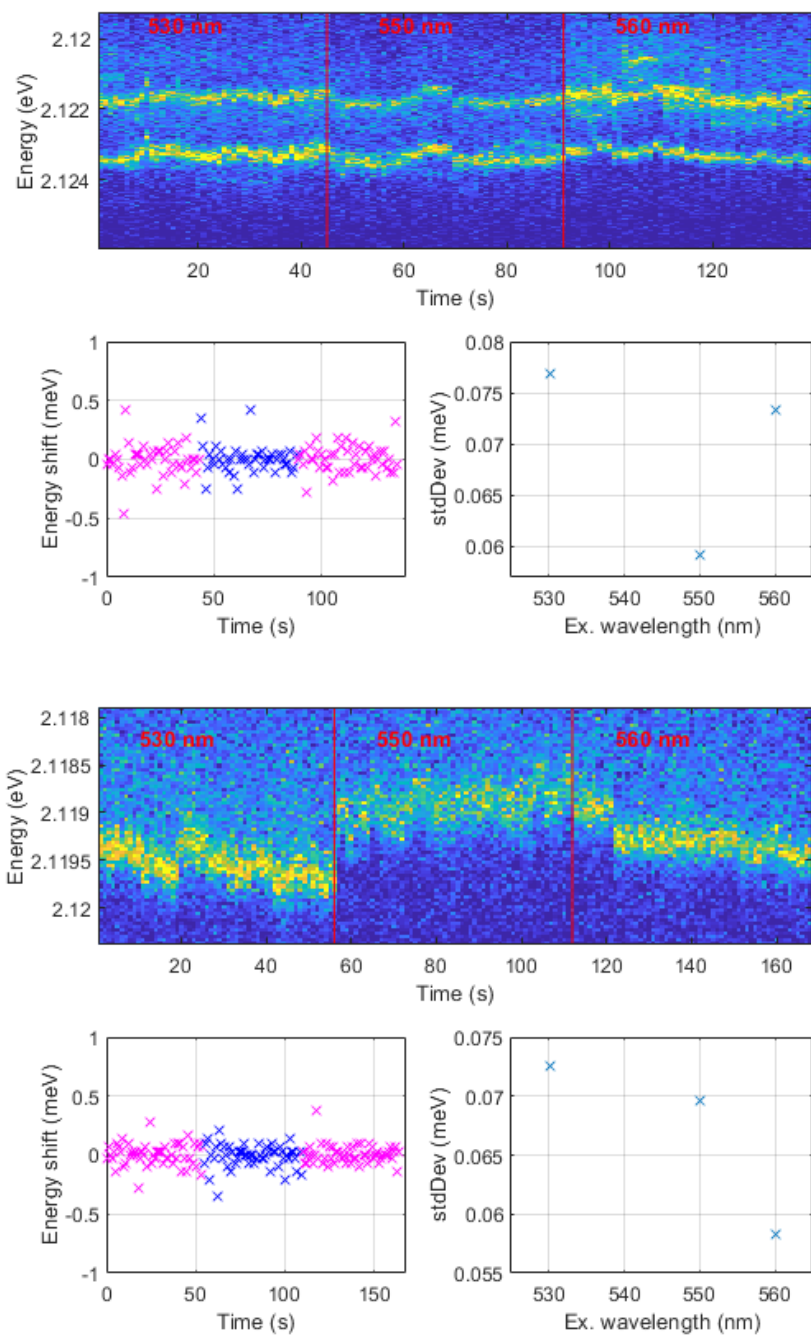 530 nm 550 nm 560 nm
2.12
2.122
2.124
Energy (eV)
20 40 60 80 100 120
Time (s)
1
0.5
0
-0.5
-1
Energy shift (meV)
0 50 100
Time (s)
0.08
0.075
0.07
0.065
0.06
stdDev (meV)
530 540 550 560
Ex. wavelength (nm)
530 nm 550 nm 560 nm
2.118
2.1185
2.119
2.1195
2.12
Energy (eV)
20 40 60 80 100 120 140 160
Time (s)
1
0.5
0
-0.5
-1
Energy shift (meV)
0 50 100 150
Time (s)
0.075
0.07
0.065
0.06
0.055
stdDev (meV)
530 540 550 560
Ex. wavelength (nm)